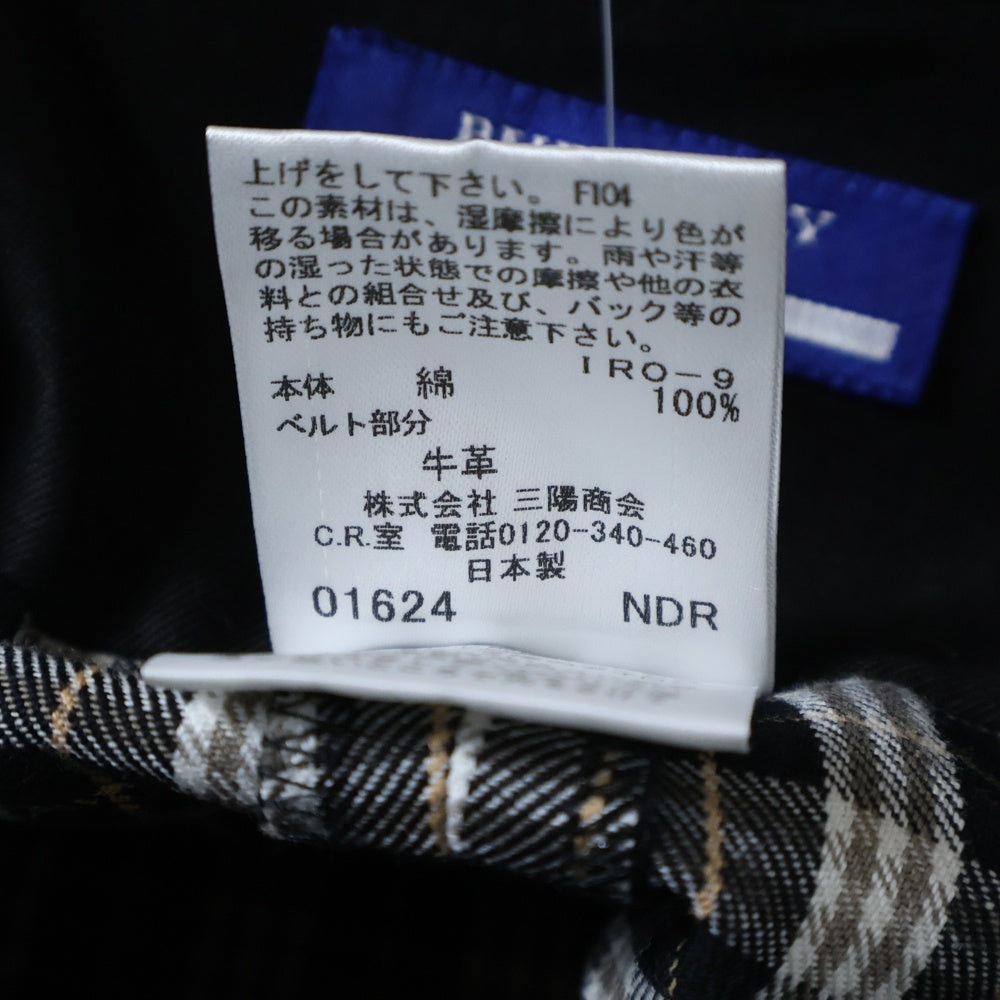 上げをして下さい。 FI04
この素材は、湿摩擦により色が
移る場合があります。雨や汗等
の湿った状態での摩擦や他の衣
料との組合せ及び、バック等の
持ち物にもご注意下さい。
IRO-9
本体 綿 100%
ベルト部分
牛革
株式会社 三陽商会
C.R.室 電話0120-340-460
日本製
01624 NDR